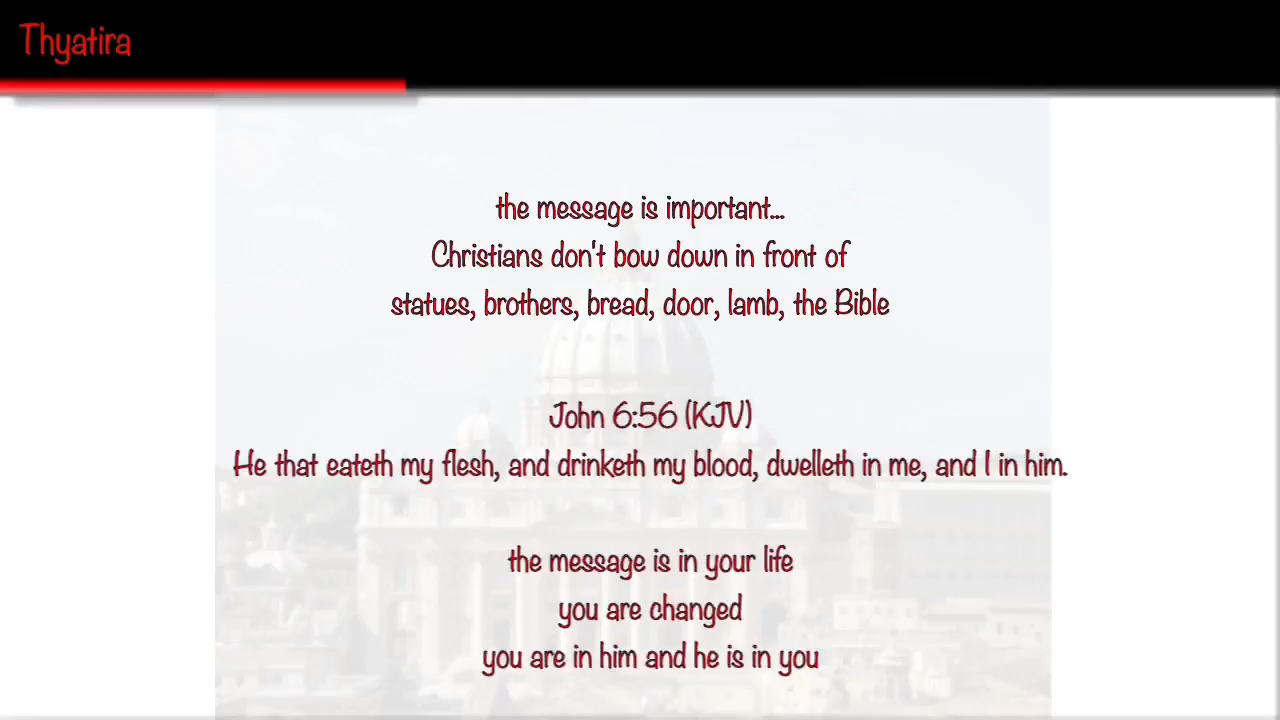 Thyatira
the message is important...
Christians don't bow down in front of
statues, brothers, bread, door, lamb, the Bible
John 6:56 (KJV)
He that eateth my flesh, and drinketh my blood, dwelleth in me, and I in him.
the message is in your life
you are changed
you are in him and he is in you